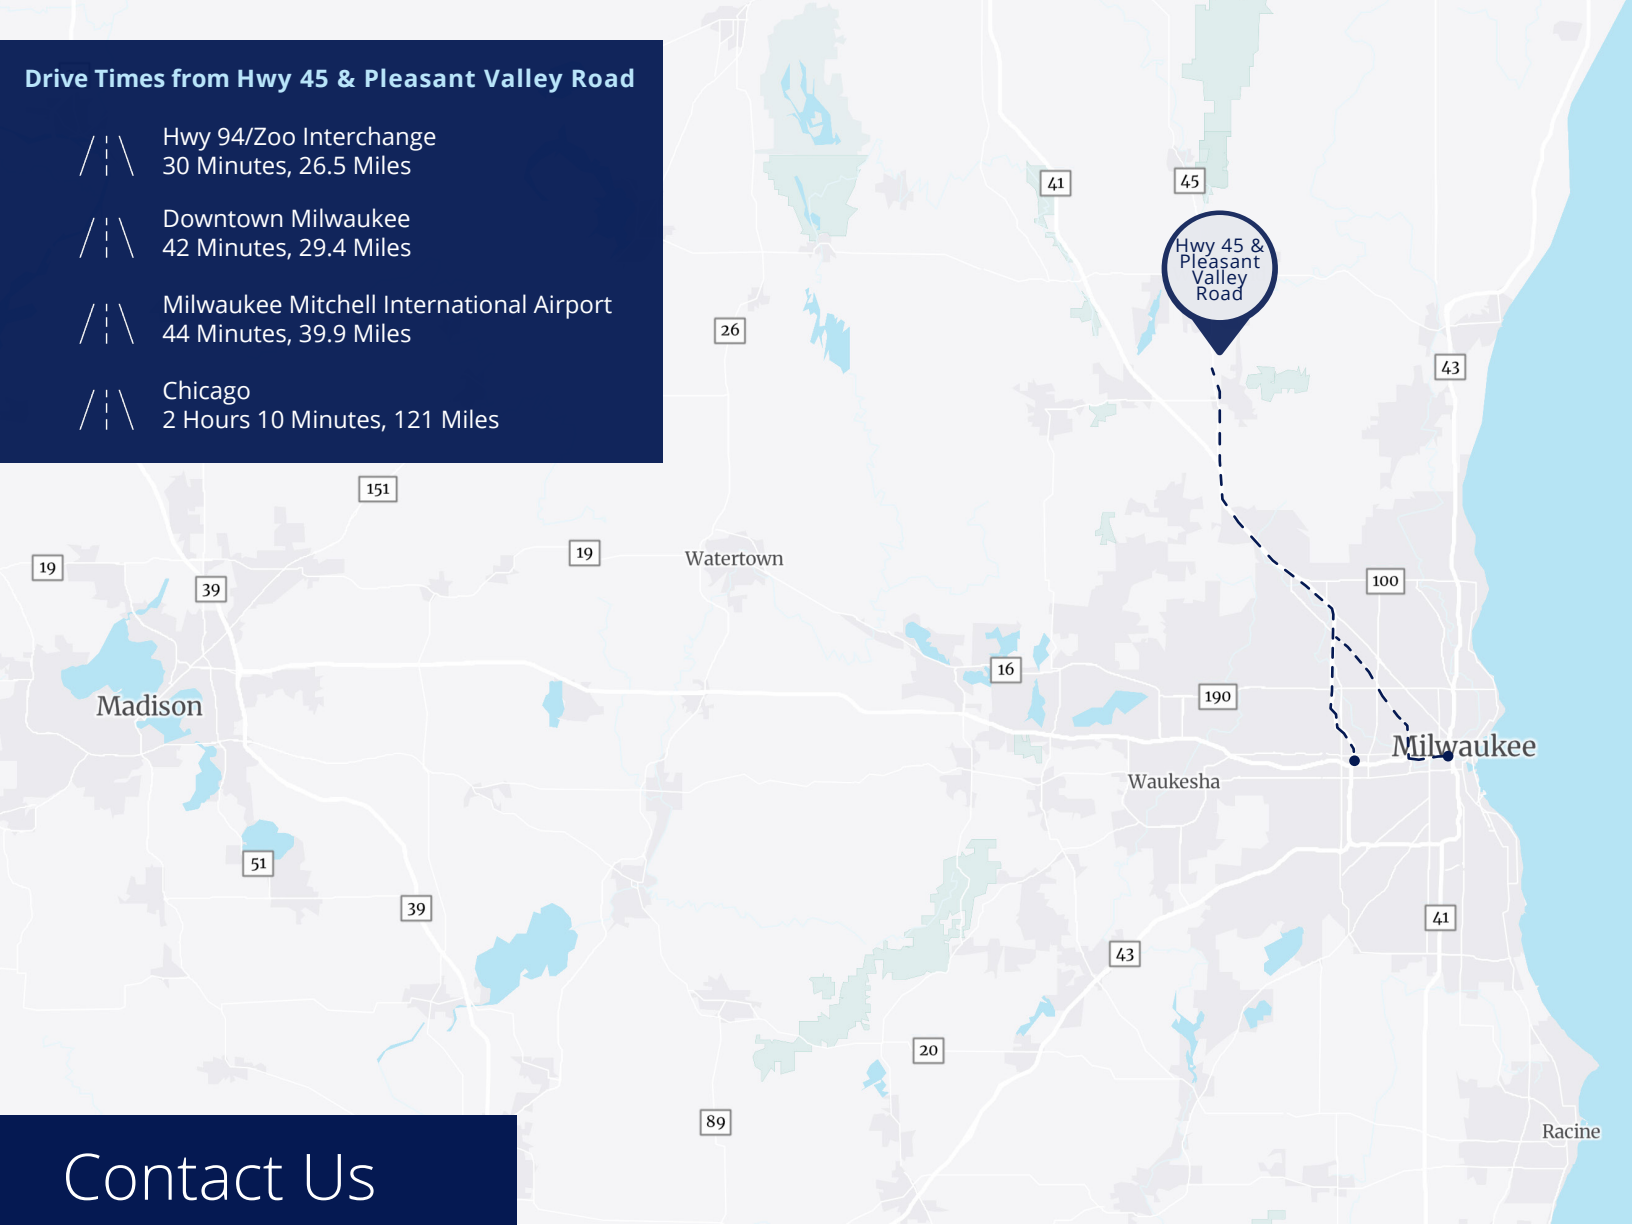 Drive Times from Hwy 45 & Pleasant Valley Road
Hwy 94/Zoo Interchange
30 Minutes, 26.5 Miles
Downtown Milwaukee
42 Minutes, 29.4 Miles
Milwaukee Mitchell International Airport
44 Minutes, 39.9 Miles
Chicago
2 Hours 10 Minutes, 121 Miles
41
45
Hwy 45 &
Pleasant
Valley
Road
26
43
151
19
19
Watertown
39
100
16
190
Madison
Milwaukee
Waukesha
51
39
41
43
20
89
Racine
Contact Us